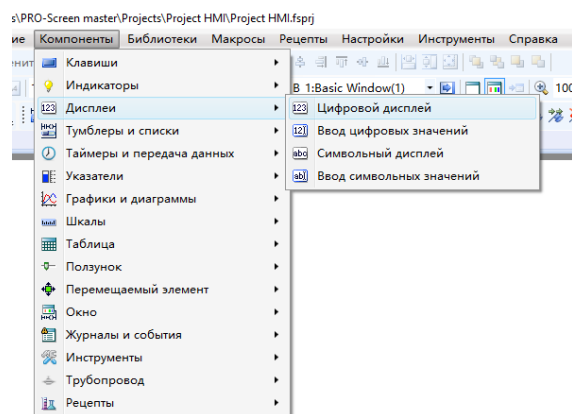 s\PRO-Screen master\Projects\Project HMI\Project HMI.fsprj
ие Компоненты Библиотеки Макросы Рецепты Настройки Инструменты Справка
Клавиши
Индикаторы
B 1:Basic Window(1) 100
Дисплеи
Цифровой дисплей
Тумблеры и списки
Ввод цифровых значений
Таймеры и передача данных
Символьный дисплей
Указатели
Ввод символьных значений
Графики и диаграммы
Шкалы
Таблица
Ползунок
Перемещаемый элемент
Окно
Журналы и события
Инструменты
Трубопровод
Рецепты